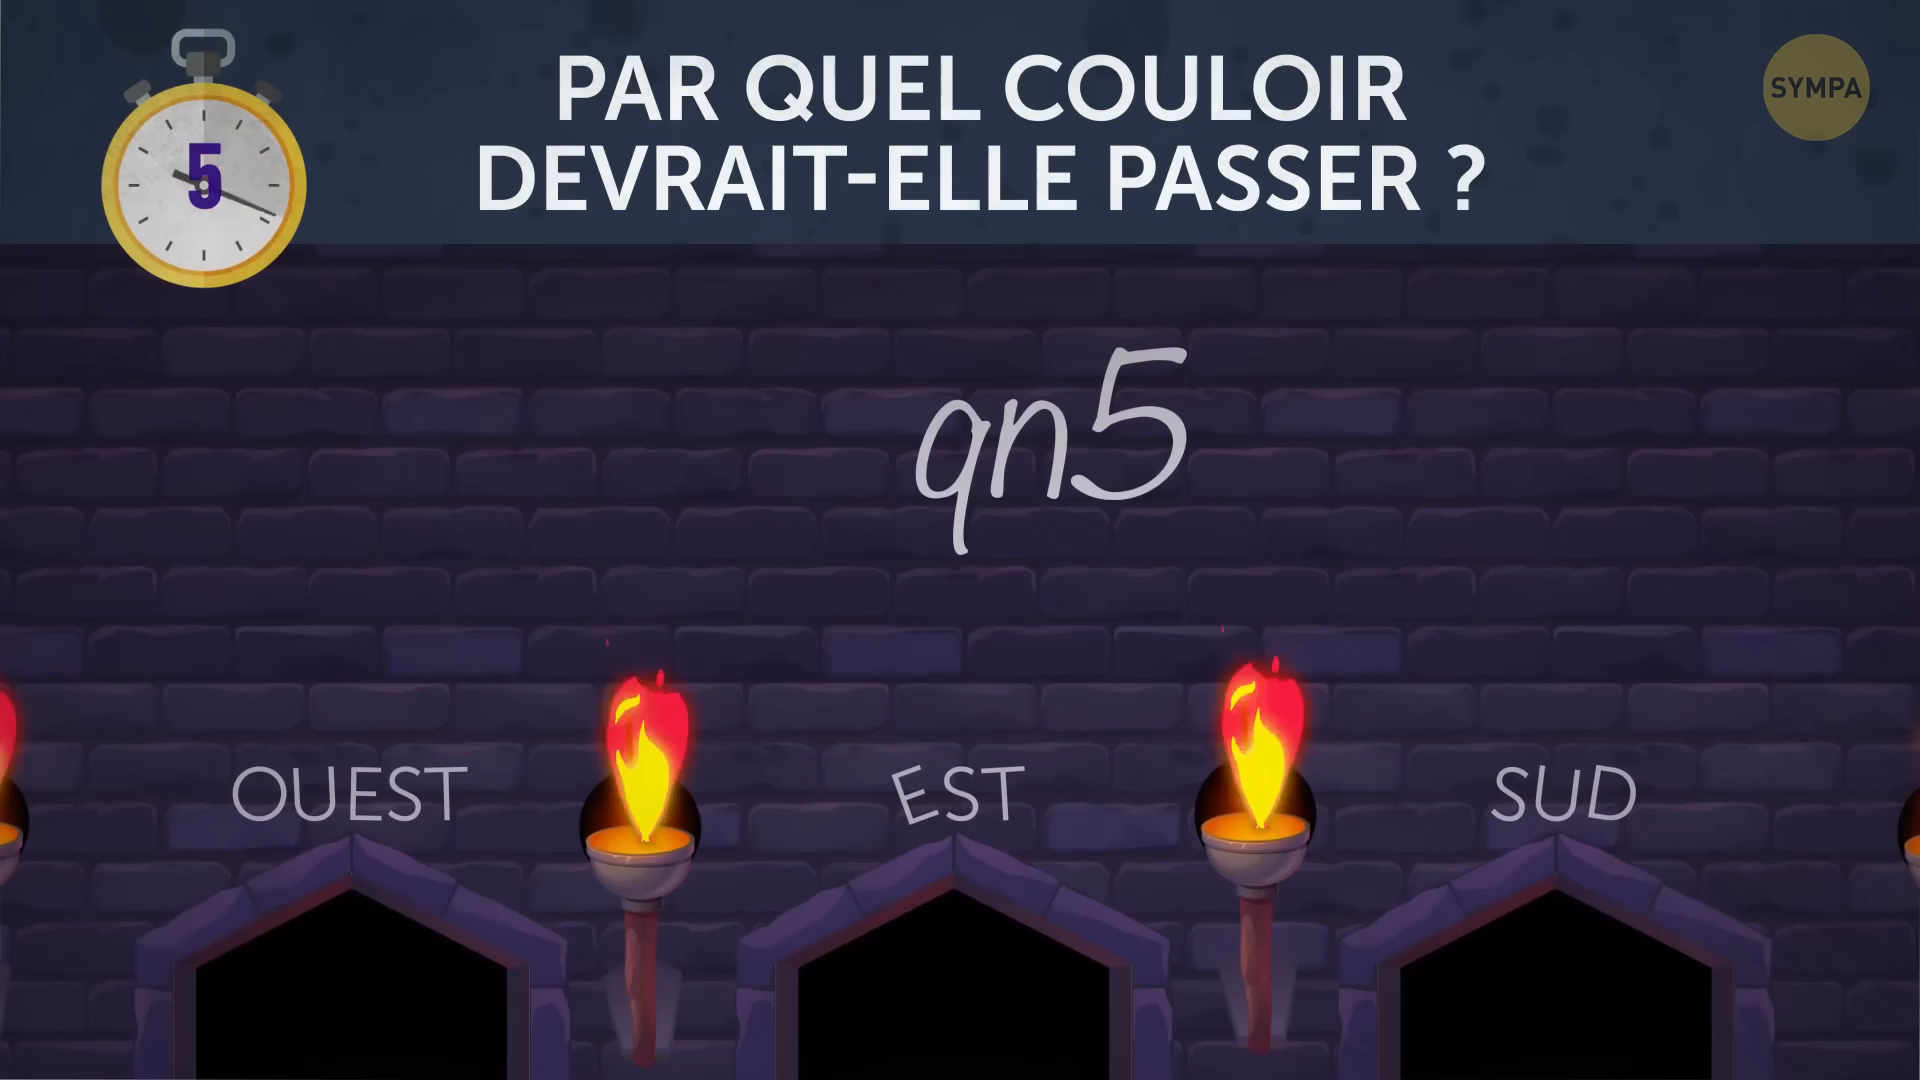 PAR QUEL COULOIR
DEVRAIT-ELLE PASSER ?
SYMPA
5
qn5
OUEST
EST
SUD